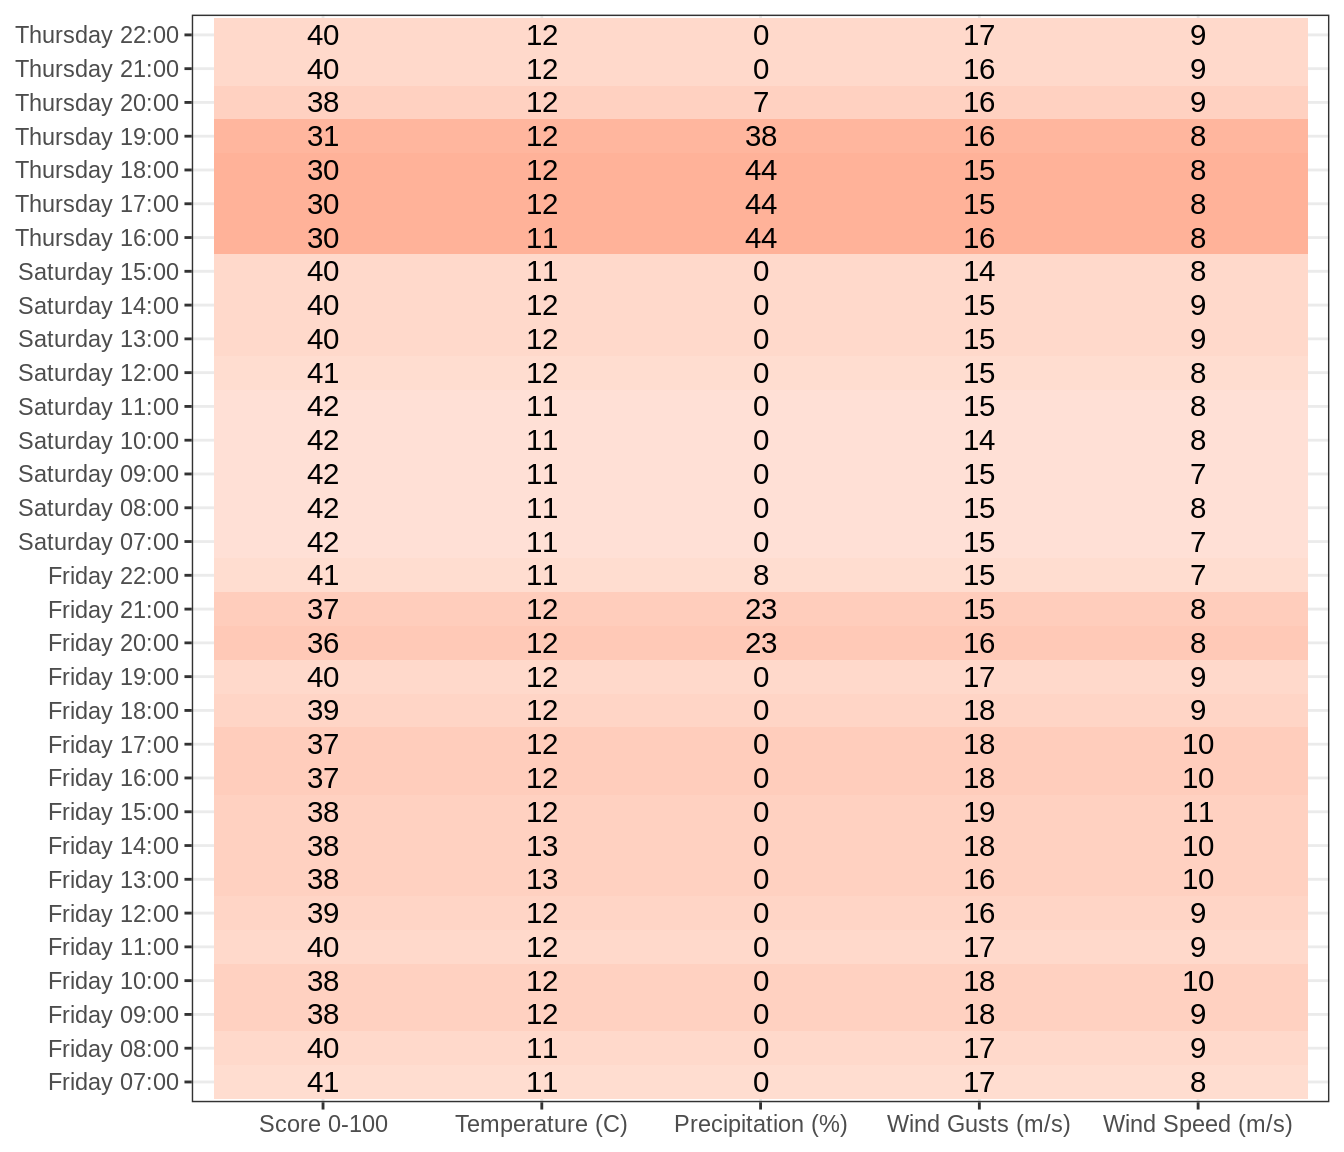 Thursday 22:00 40 12 0 17 9
Thursday 21:00 40 12 0 16 9
Thursday 20:00 38 12 7 16 9
Thursday 19:00 31 12 38 16 8
Thursday 18:00 30 12 44 15 8
Thursday 17:00 30 12 44 15 8
Thursday 16:00 30 11 44 16 8
Saturday 15:00 40 11 0 14 8
Saturday 14:00 40 12 0 15 9
Saturday 13:00 40 12 0 15 9
Saturday 12:00 41 12 0 15 8
Saturday 11:00 42 11 0 15 8
Saturday 10:00 42 11 0 14 8
Saturday 09:00 42 11 0 15 7
Saturday 08:00 42 11 0 15 8
Saturday 07:00 42 11 0 15 7
Friday 22:00 41 11 8 15 7
Friday 21:00 37 12 23 15 8
Friday 20:00 36 12 23 16 8
Friday 19:00 40 12 0 17 9
Friday 18:00 39 12 0 18 9
Friday 17:00 37 12 0 18 10
Friday 16:00 37 12 0 18 10
Friday 15:00 38 12 0 19 11
Friday 14:00 38 13 0 18 10
Friday 13:00 38 13 0 16 10
Friday 12:00 39 12 0 16 9
Friday 11:00 40 12 0 17 9
Friday 10:00 38 12 0 18 10
Friday 09:00 38 12 0 18 9
Friday 08:00 40 11 0 17 9
Friday 07:00 41 11 0 17 8
Score 0-100 Temperature (C) Precipitation (%) Wind Gusts (m/s) Wind Speed (m/s)